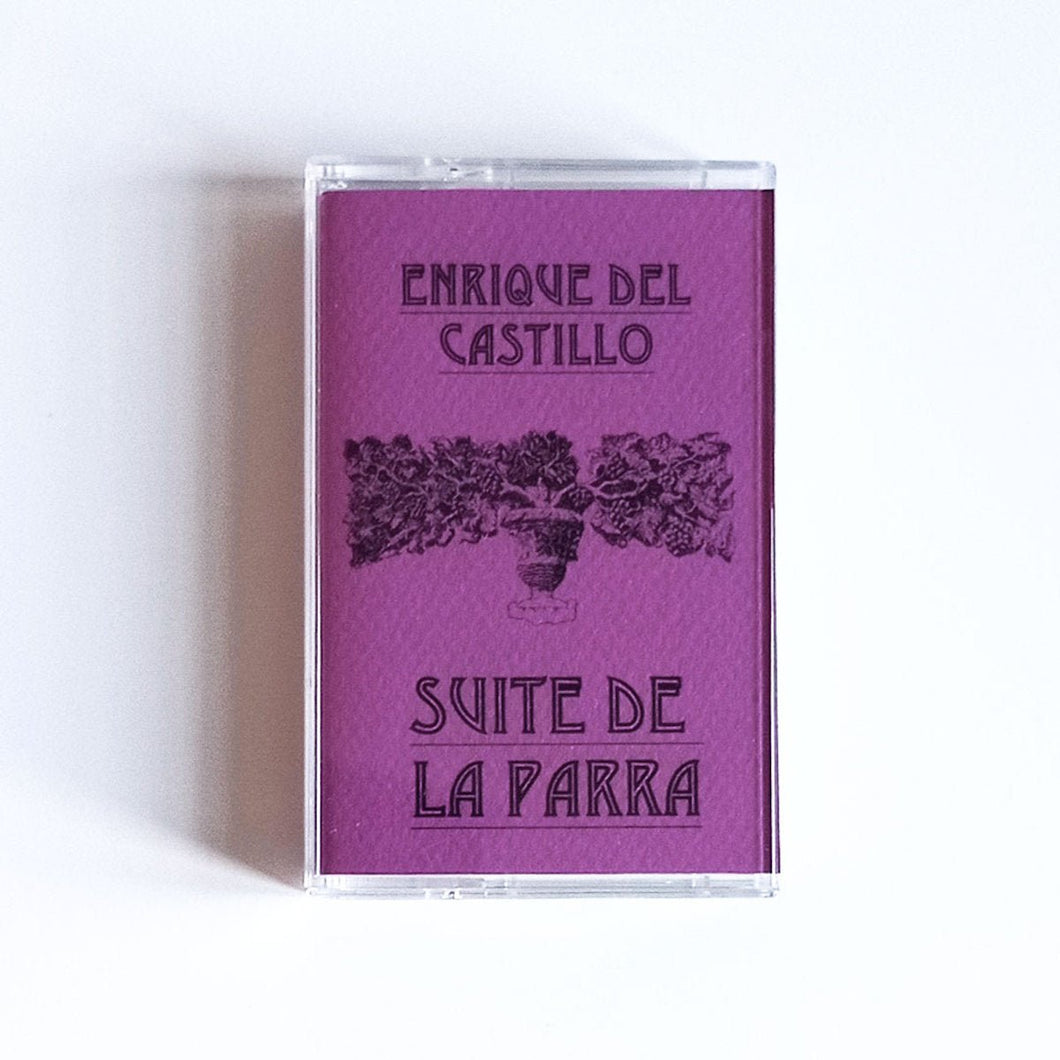 ENRIQUE DEL
CASTILLO
SUITE DE
LA PARRA